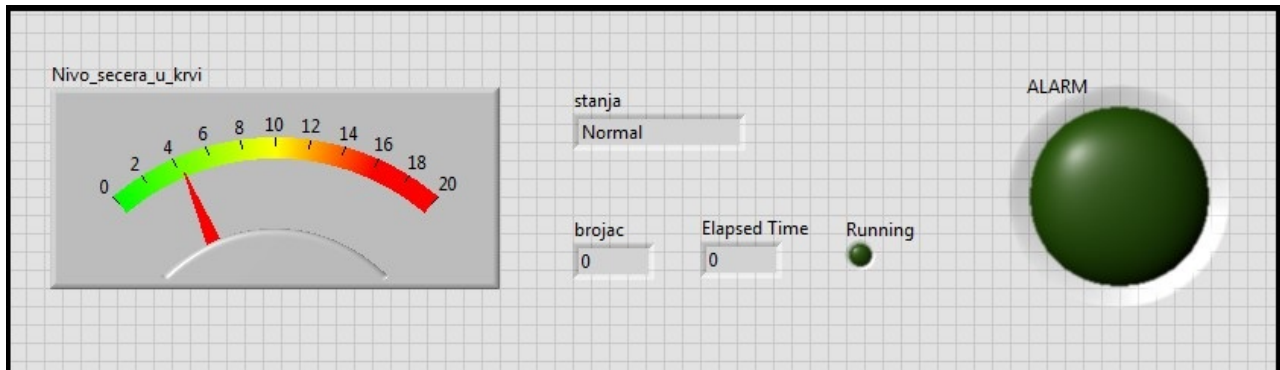 Nivo_secera_u_krvi
0 2 4 6 8 10 12 14 16 18 20
stanja
Normal
brojac
0
Elapsed Time
0
Running
ALARM